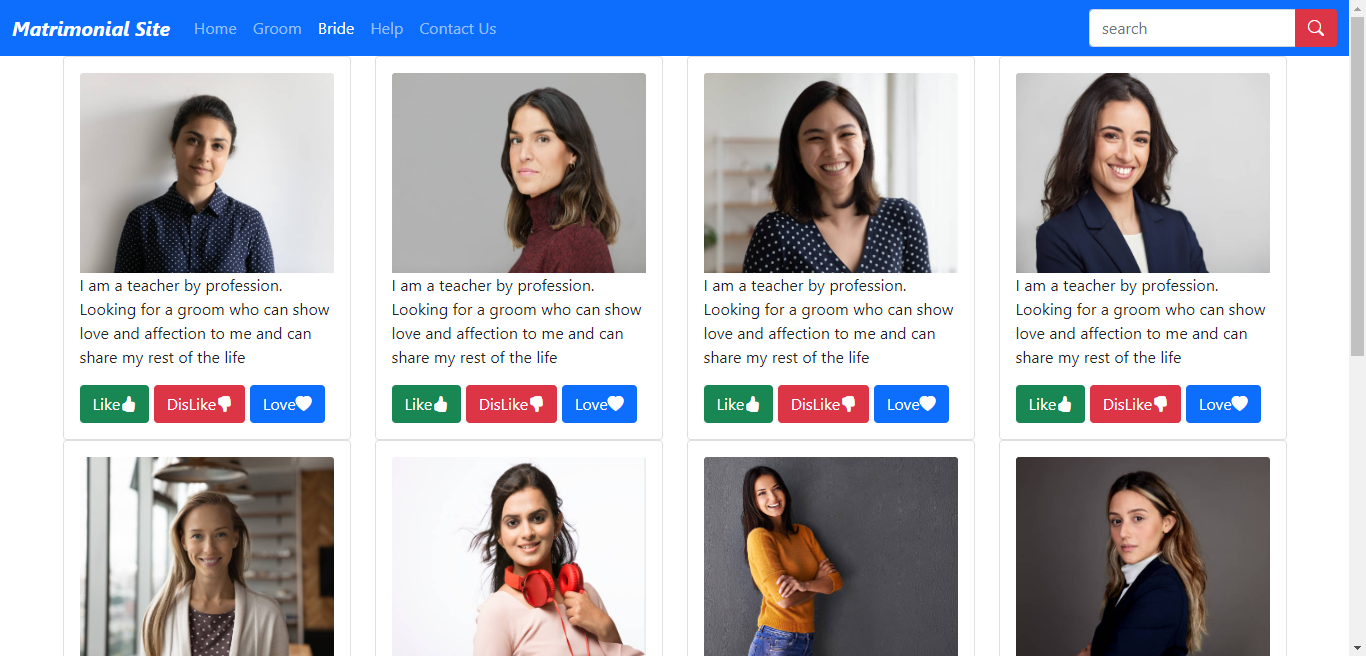 Matrimonial Site Home Groom Bride Help Contact Us search
I am a teacher by profession.
Looking for a groom who can show
love and affection to me and can
share my rest of the life
Like DisLike Love
I am a teacher by profession.
Looking for a groom who can show
love and affection to me and can
share my rest of the life
Like DisLike Love
I am a teacher by profession.
Looking for a groom who can show
love and affection to me and can
share my rest of the life
Like DisLike Love
I am a teacher by profession.
Looking for a groom who can show
love and affection to me and can
share my rest of the life
Like DisLike Love